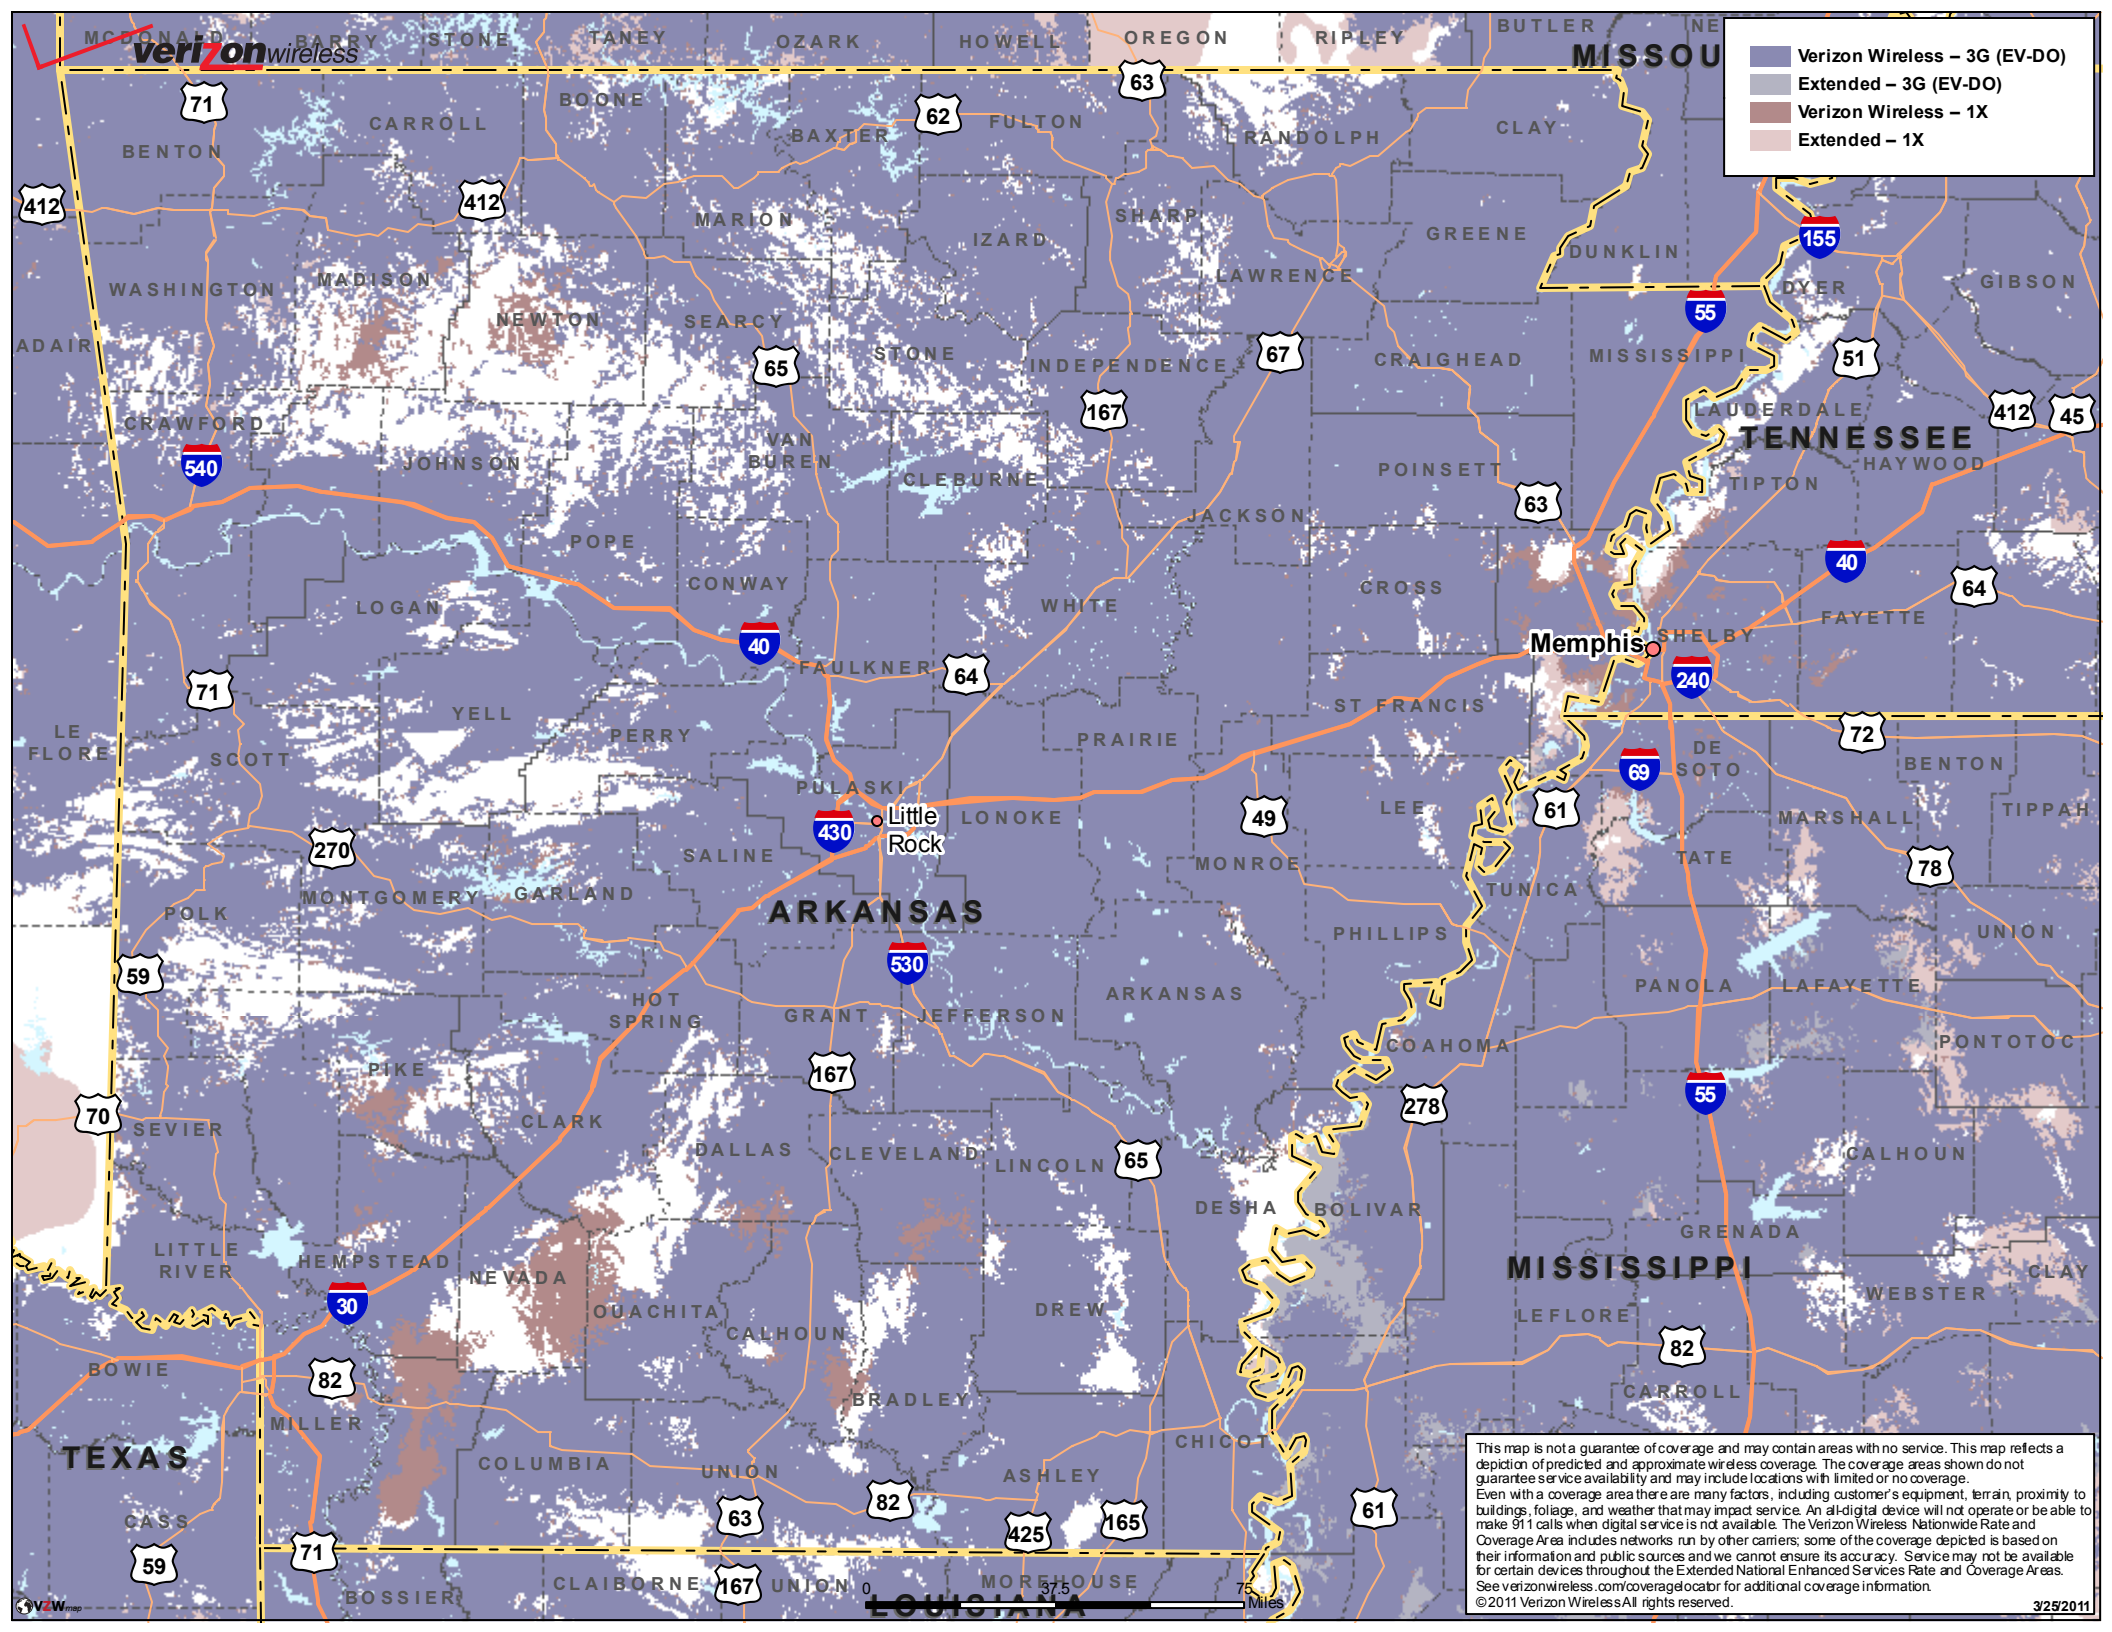 MCDONALD
BARRY
STONE
TANEY
OZARK
HOWELL
OREGON
RIPLEY
BUTLER
NE
verizonwireless
MISSOU
Verizon Wireless – 3G (EV-DO)
Extended – 3G (EV-DO)
Verizon Wireless – 1X
Extended – 1X
71
63
62
BOONE
CARROLL
BENTON
BAXTER
FULTON
RANDOLPH
CLAY
412
412
MARION
SHARP
IZARD
GREENE
DUNKLIN
155
WASHINGTON
MADISON
LAWRENCE
DYER
GIBSON
NEWTON
SEARCY
55
ADAIR
STONE
INDEPENDENCE
67
CRAIGHEAD
MISSISSIPPI
51
65
167
412
45
CRAWFORD
LAUDERDALE
TENNESSEE
540
JOHNSON
VAN
BUREN
CLEBURNE
POINSETT
HAYWOOD
TIPTON
63
JACKSON
POPE
CONWAY
40
LOGAN
WHITE
CROSS
64
FAYETTE
40
Memphis
SHELBY
FAULKNER
64
240
71
YELL
ST FRANCIS
LE
FLORE
PERRY
PRAIRIE
72
SCOTT
DE
SOTO
69
BENTON
PULASKI
Little
Rock
430
LONOKE
49
LEE
61
MARSHALL
TIPPAH
270
SALINE
MONROE
TATE
78
MONTGOMERY
GARLAND
TUNICA
POLK
ARKANSAS
PHILLIPS
UNION
59
530
HOT
SPRING
ARKANSAS
PANOLA
LAFAYETTE
GRANT
JEFFERSON
COAHOMA
PONTOTOC
PIKE
167
278
55
70
SEVIER
CLARK
DALLAS
CLEVELAND
LINCOLN
65
CALHOUN
DESHA
BOLIVAR
LITTLE
RIVER
HEMPSTEAD
GRENADA
NEVADA
MISSISSIPPI
CLAY
30
OUACHITA
CALHOUN
DREW
WEBSTER
LEFLORE
82
BOWIE
82
BRADLEY
CARROLL
MILLER
TEXAS
COLUMBIA
UNION
ASHLEY
CHICOT
CASS
63
82
425
165
61
59
71
BOSSIER
CLAIBORNE
167
UNION
MOREHOUSE
LOUISIANA
0 37.5 75
Miles
This map is not a guarantee of coverage and may contain areas with no service. This map reflects a
depiction of predicted and approximate wireless coverage. The coverage areas shown do not
guarantee service availability and may include locations with limited or no coverage.
Even with a coverage area there are many factors, including customer's equipment, terrain, proximity to
buildings, foliage, and weather that may impact service. An all-digital device will not operate or be able to
make 911 calls when digital service is not available. The Verizon Wireless Nationwide Rate and
Coverage Area includes networks run by other carriers; some of the coverage depicted is based on
their information and public sources and we cannot ensure its accuracy. Service may not be available
for certain devices throughout the Extended National Enhanced Services Rate and Coverage Areas.
See verizonwireless.com/coveragelocator for additional coverage information.
©2011 Verizon Wireless All rights reserved.
3/25/2011
VZWmap